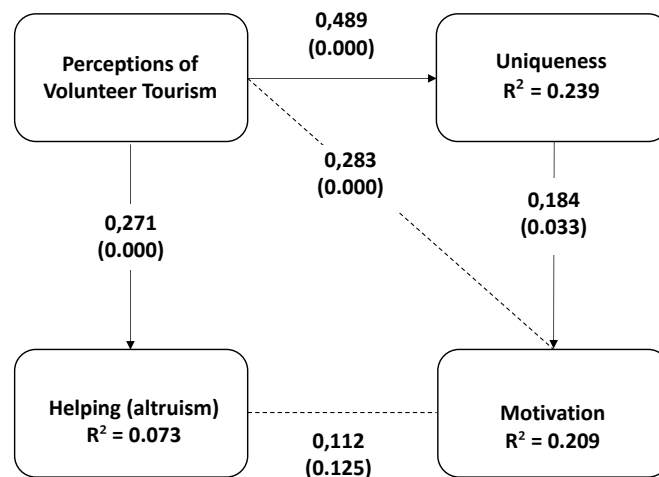 0,489
(0.000)
Perceptions of
Volunteer Tourism
Uniqueness
R² = 0.239
0,283
(0.000)
0,184
(0.033)
0,271
(0.000)
Helping (altruism)
R² = 0.073
Motivation
R² = 0.209
0,112
(0.125)